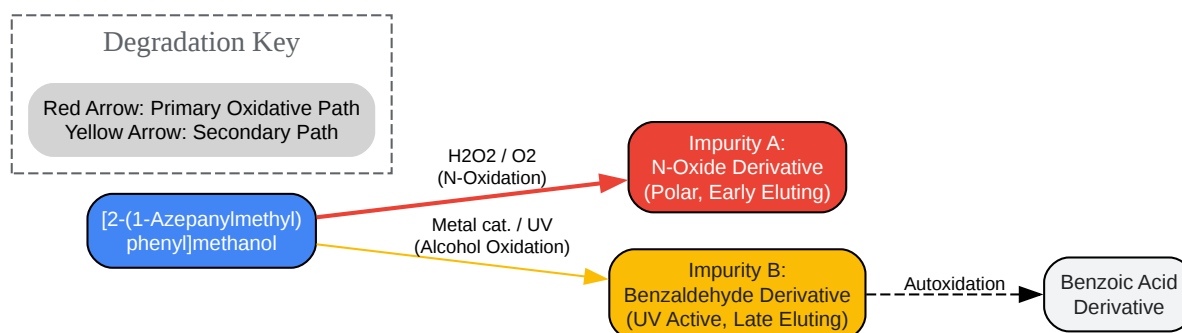 Degradation Key
Red Arrow: Primary Oxidative Path
Yellow Arrow: Secondary Path
[2-(1-Azepanylmethyl)
phenyl]methanol
H2O2 / O2
(N-Oxidation)
Metal cat. / UV
(Alcohol Oxidation)
Impurity A:
N-Oxide Derivative
(Polar, Early Eluting)
Impurity B:
Benzaldehyde Derivative
(UV Active, Late Eluting)
Autoxidation
Benzoic Acid
Derivative